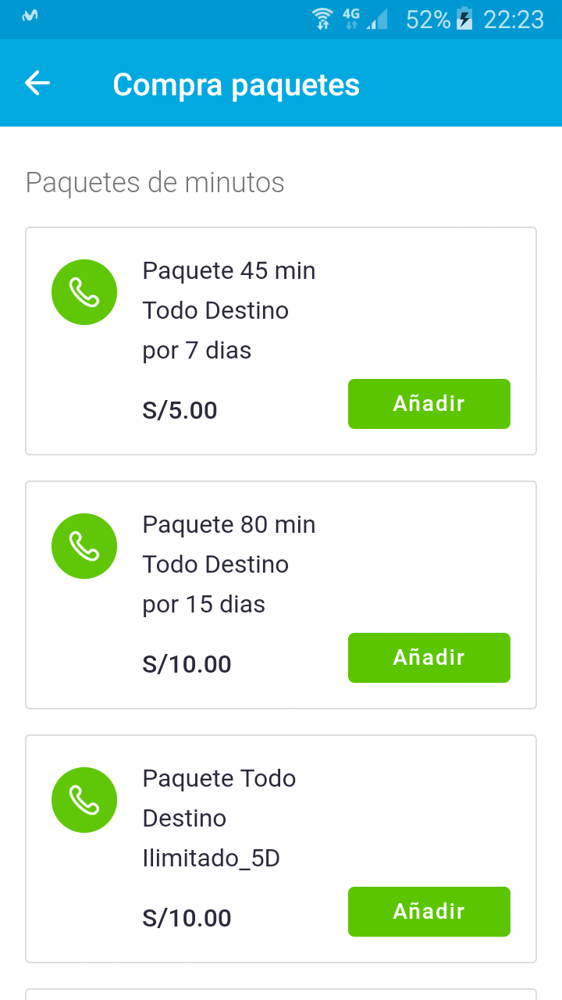 4G 52% 22:23
Compra paquetes
Paquetes de minutos
Paquete 45 min
Todo Destino
por 7 dias
S/5.00
Añadir
Paquete 80 min
Todo Destino
por 15 dias
S/10.00
Añadir
Paquete Todo
Destino
Ilimitado_5D
S/10.00
Añadir